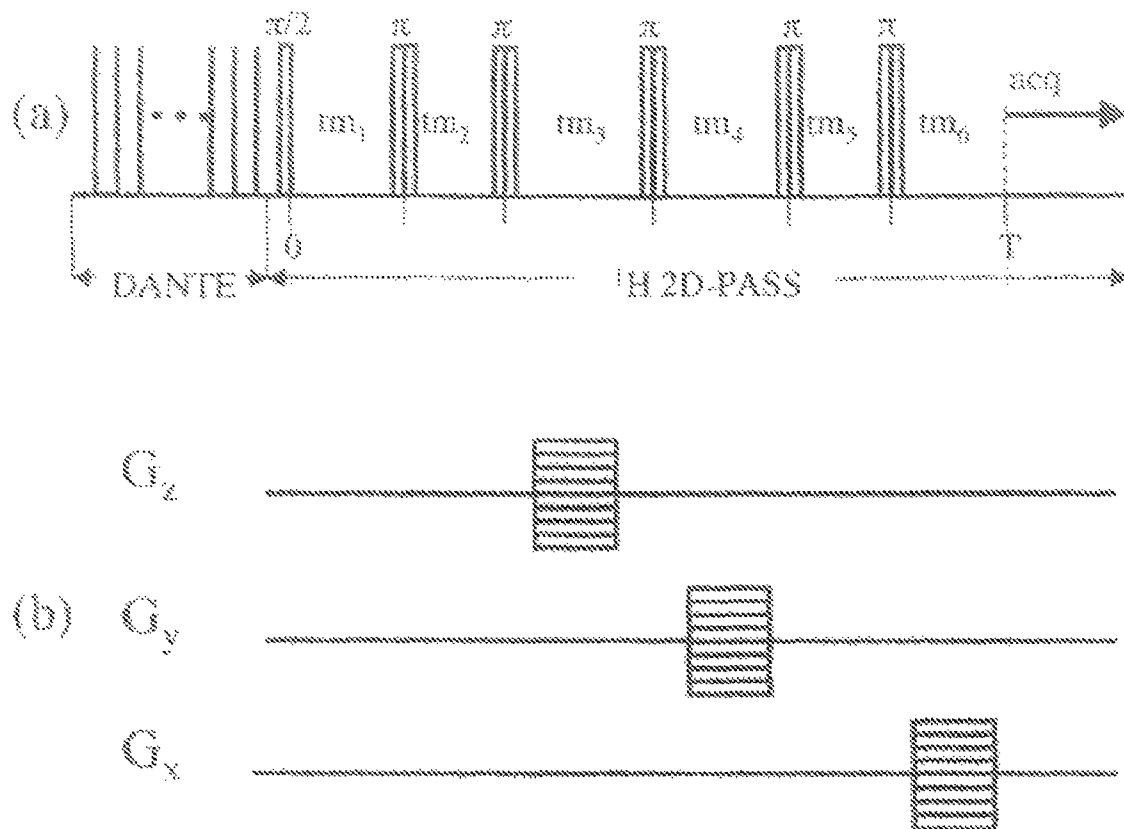 π/2 π π π π π
(a) tm₁ tm₂ tm₃ tm₄ tm₅ tm₆ acq
0 T
DANTE ¹H 2D-PASS
G_z
(b) G_y
G_x